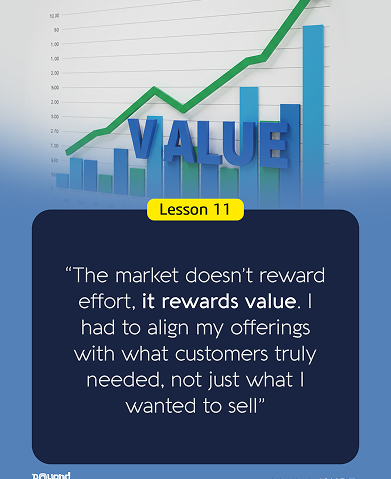 VALUE
Lesson 11
“The market doesn’t reward
effort, it rewards value. I
had to align my offerings
with what customers truly
needed, not just what I
wanted to sell”